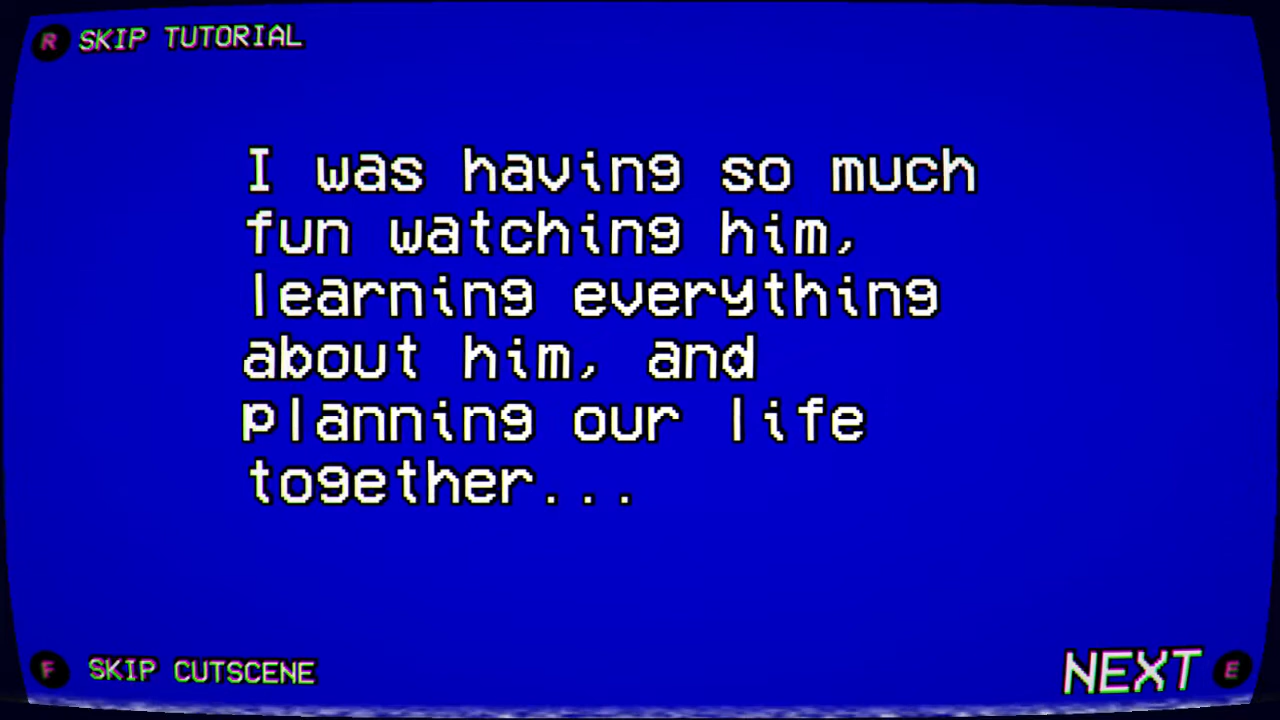 R SKIP TUTORIAL
I was having so much
fun watching him,
learning everything
about him, and
planning our life
together...
F SKIP CUTSCENE
NEXT E